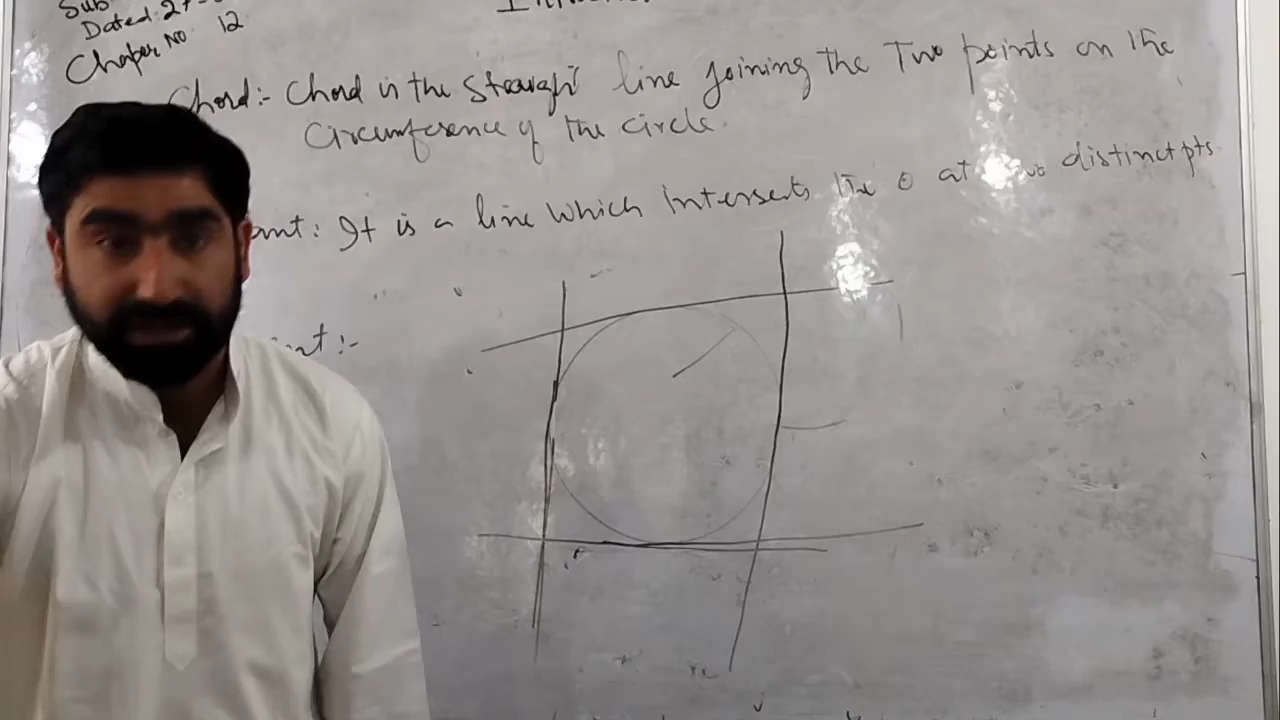 Sub
Dated: 27-
Chapter No: 12
Chord:- Chord is the straight line joining the Two points on the
Circumference of the circle.
ant: It is a line which Intersects the at two distinct pts.
nt:-